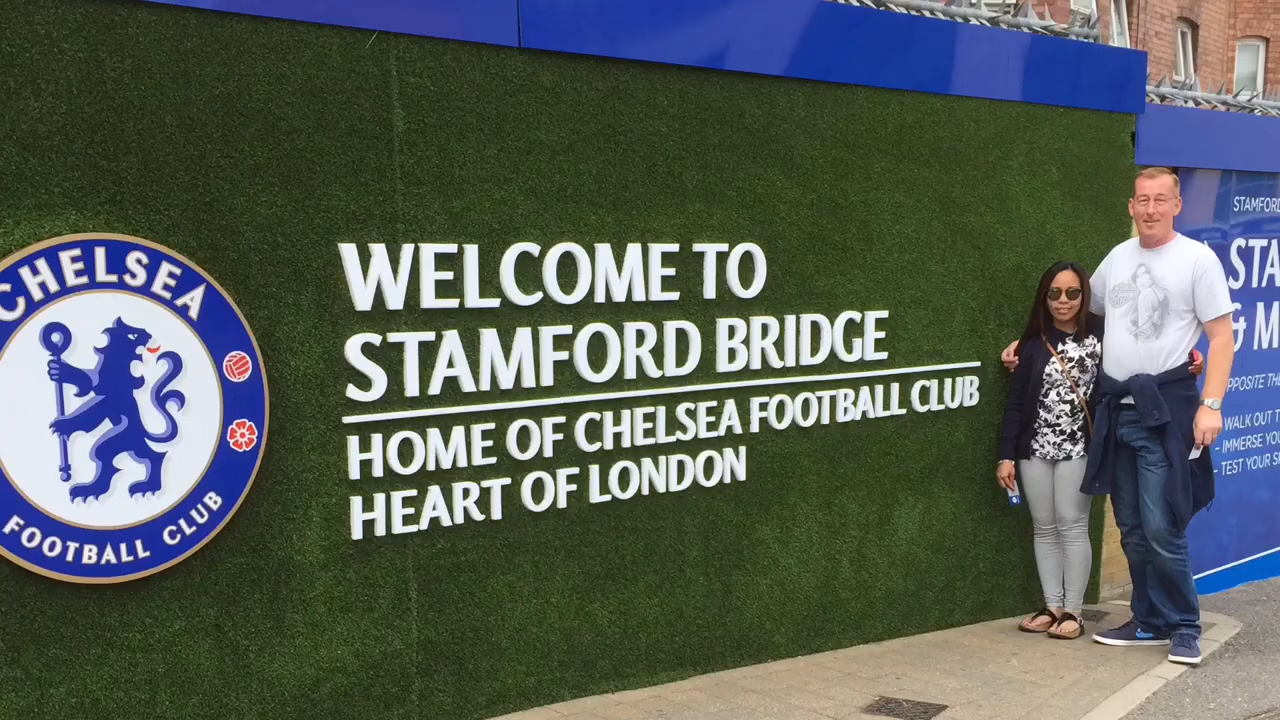 CHELSEA
FOOTBALL CLUB
WELCOME TO
STAMFORD BRIDGE
HOME OF CHELSEA FOOTBALL CLUB
HEART OF LONDON
STAMFORD
STA
& M
OPPOSITE THE
WALK OUT
- IMMERSE YOU
- TEST YOUR